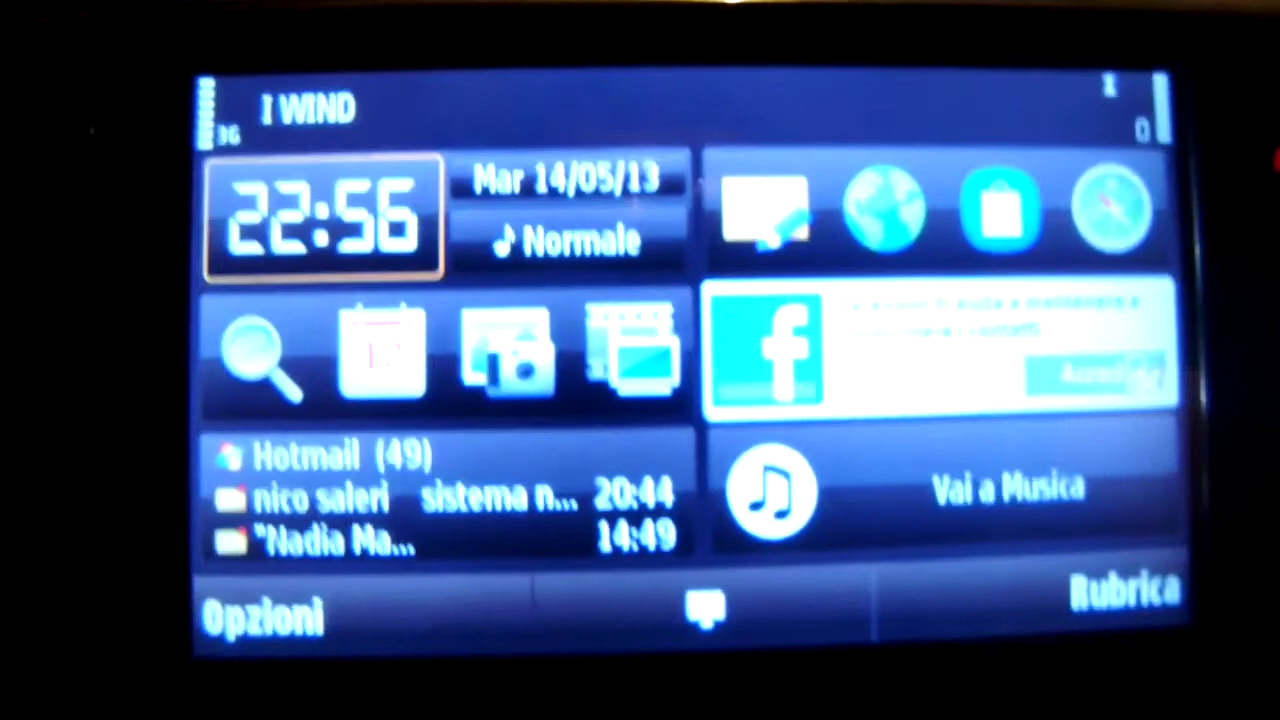 I WIND
3G
22:56
Mar 14/05/13
Normale
f
Hotmail (49)
nico saleri sistema n... 20:44
"Nadia Ma... 14:49
Vai a Musica
Opzioni
Rubrica